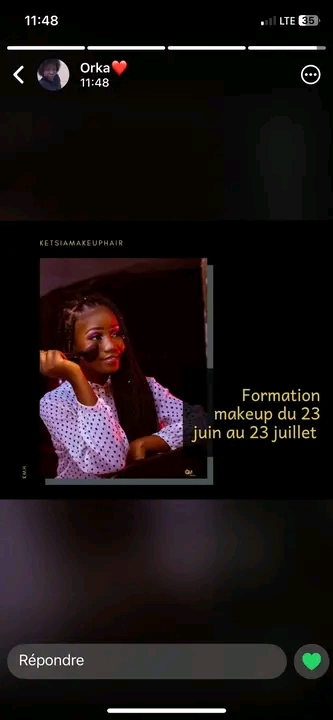 11:48
LTE 35
Orka❤️
11:48
KETSIAMAKEUPHAIR
Formation
makeup du 23
juin au 23 juillet
KMH
Répondre